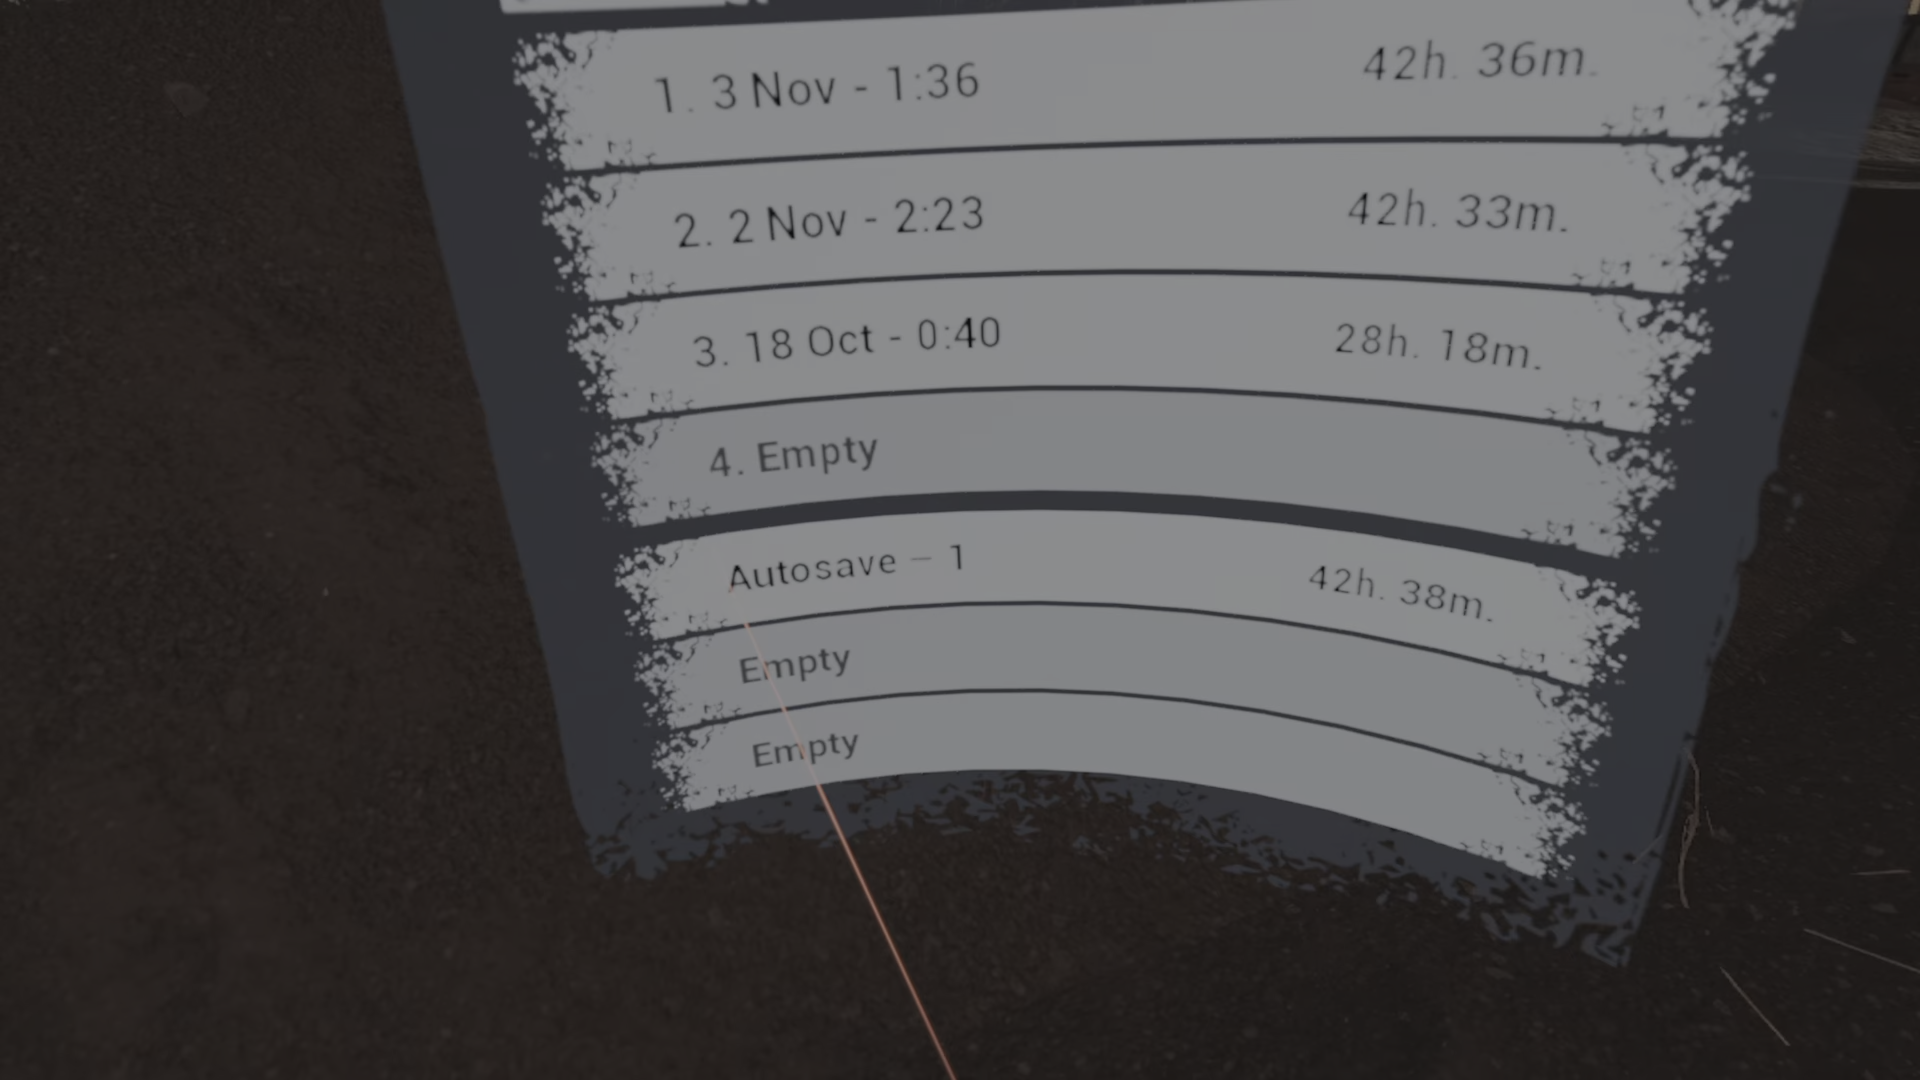 1. 3 Nov - 1:36 42h. 36m.
2. 2 Nov - 2:23 42h. 33m.
3. 18 Oct - 0:40 28h. 18m.
4. Empty
Autosave – 1 42h. 38m.
Empty
Empty